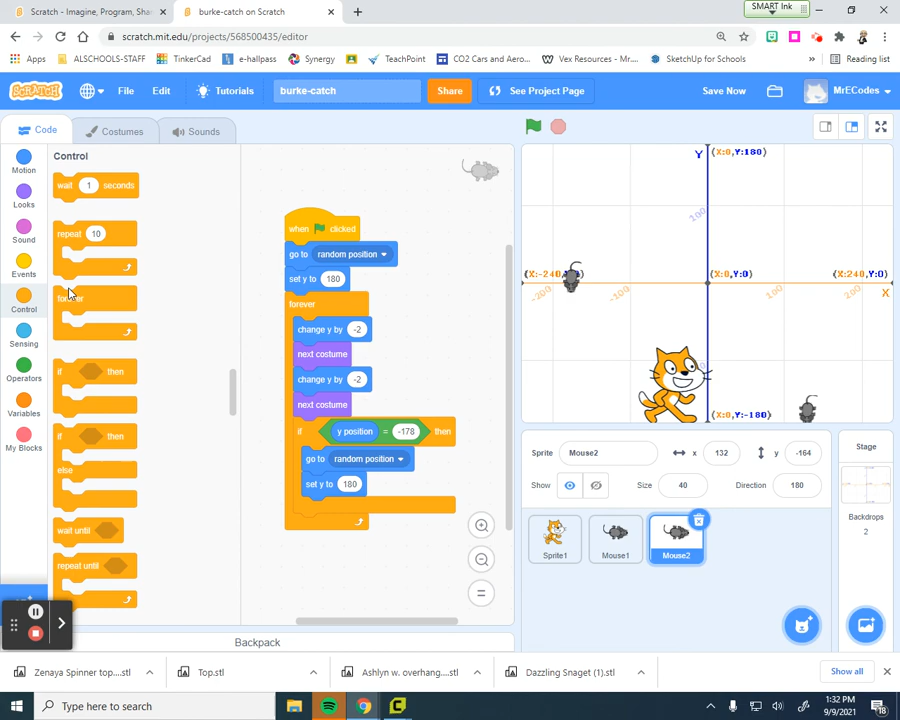 SMART Ink
Scratch - Imagine, Program, Sha
burke-catch on Scratch
scratch.mit.edu/projects/568500435/editor
Apps
ALSCHOOLS-STAFF
TinkerCad
e-hallpass
Synergy
TeachPoint
CO2 Cars and Aero...
Vex Resources - Mr....
SketchUp for Schools
»
Reading list
SCRATCH
File
Edit
Tutorials
burke-catch
Share
See Project Page
Save Now
MrECodes
Code
Costumes
Sounds
Motion
Looks
Sound
Events
Control
Sensing
Operators
Variables
My Blocks
Control
wait 1 seconds
repeat 10
forever
if then
if then
else
wait until
repeat until
when clicked
go to random position
set y to 180
forever
change y by -2
next costume
change y by -2
next costume
if y position = -178 then
go to random position
set y to 180
Y
(X:0,Y:180)
100
(X:-240,Y:0)
(X:0,Y:0)
(X:240,Y:0)
-200
-100
100
200
X
(X:0,Y:-180)
Sprite
Mouse2
x
132
y
-164
Show
Size
40
Direction
180
Stage
Backdrops
2
Sprite1
Mouse1
Mouse2
Backpack
Zenaya Spinner top....stl
Top.stl
Ashlyn w. overhang....stl
Dazzling Snaget (1).stl
Show all
Type here to search
1:32 PM
9/9/2021
18